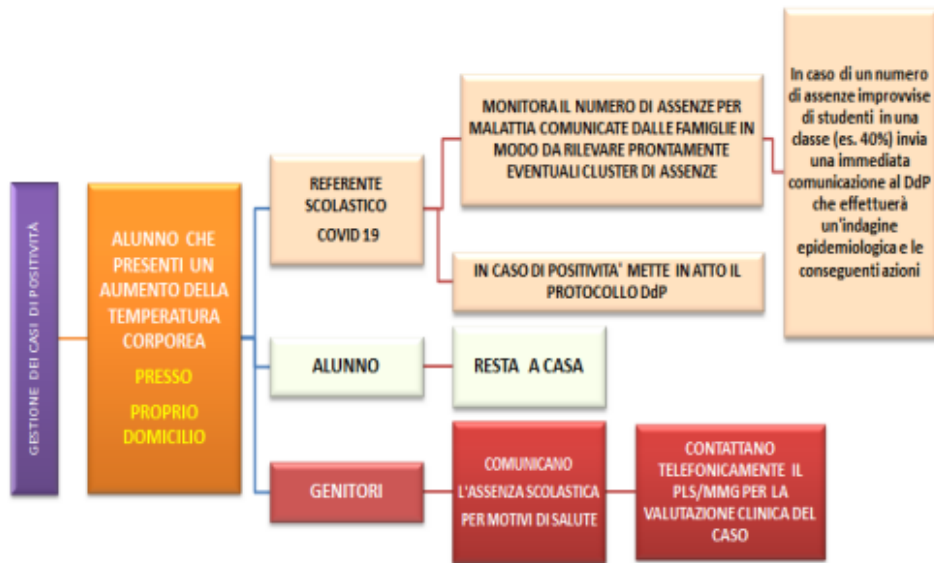 GESTIONE DEI CASI DI POSITIVITÀ
ALUNNO CHE
PRESENTI UN
AUMENTO DELLA
TEMPERATURA
CORPOREA
PRESSO
PROPRIO
DOMICILIO
REFERENTE
SCOLASTICO
COVID 19
MONITORA IL NUMERO DI ASSENZE PER
MALATTIA COMUNICATE DALLE FAMIGLIE IN
MODO DA RILEVARE PRONTAMENTE
EVENTUALI CLUSTER DI ASSENZE
In caso di un numero
di assenze improvvise
di studenti in una
classe (es. 40%) invia
una immediata
comunicazione al DdP
che effettuerà
un'indagine
epidemiologica e le
conseguenti azioni
IN CASO DI POSITIVITA' METTE IN ATTO IL
PROTOCOLLO DdP
ALUNNO
RESTA A CASA
GENITORI
COMUNICANO
L'ASSENZA SCOLASTICA
PER MOTIVI DI SALUTE
CONTATTANO
TELEFONICAMENTE IL
PLS/MMG PER LA
VALUTAZIONE CLINICA DEL
CASO